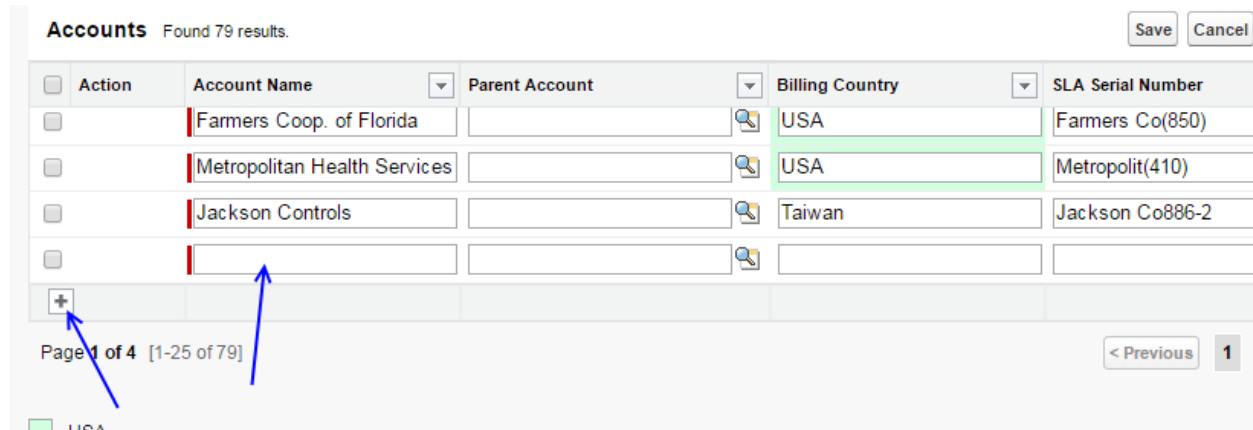 Accounts Found 79 results. Save Cancel
Action Account Name Parent Account Billing Country SLA Serial Number
Farmers Coop. of Florida USA Farmers Co(850)
Metropolitan Health Services USA Metropolit(410)
Jackson Controls Taiwan Jackson Co886-2
+
Page 1 of 4 [1-25 of 79] < Previous 1
USA